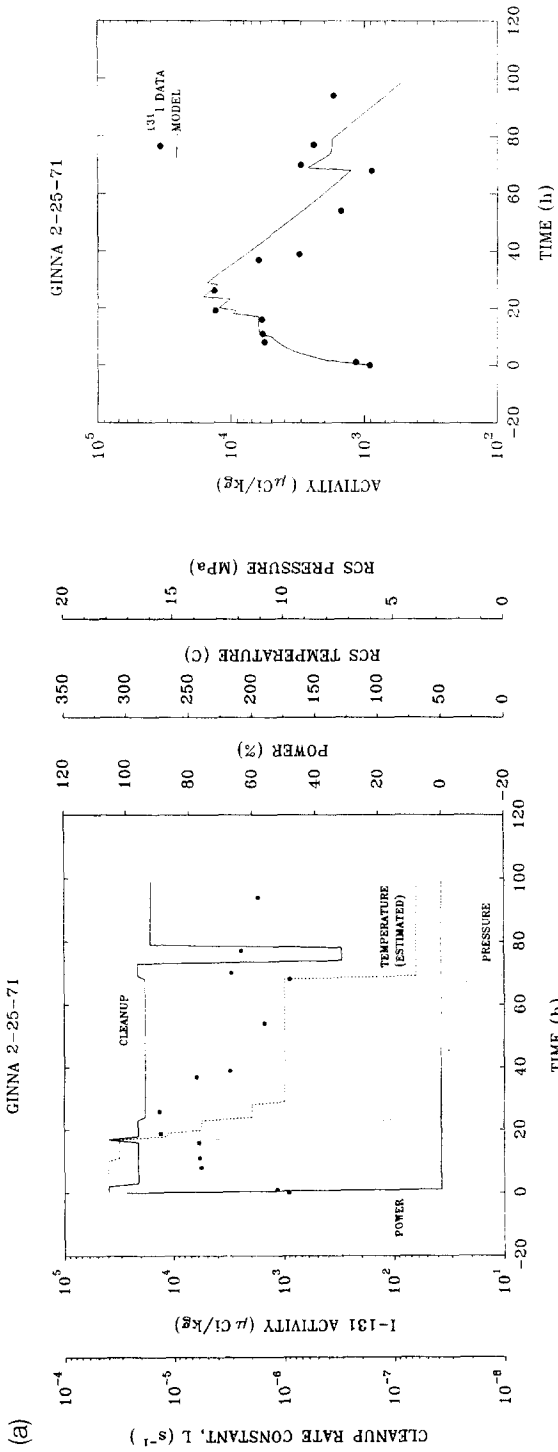 (a)
GINNA 2-25-71
CLEANUP RATE CONSTANT, L (s⁻¹)
10⁻⁴
10⁻⁵
10⁻⁶
10⁻⁷
10⁻⁸
I-131 ACTIVITY (μCi/kg)
10⁵
10⁴
10³
10²
10¹
CLEANUP
TEMPERATURE
(ESTIMATED)
POWER
PRESSURE
-20 0 20 40 60 80 100 120
TIME (h)
POWER (%)
120
100
80
60
40
20
0
-20
RCS TEMPERATURE (C)
350
300
250
200
150
100
50
0
RCS PRESSURE (MPa)
20
16
12
8
4
0
GINNA 2-25-71
ACTIVITY (μCi/kg)
10⁵
10⁴
10³
10²
¹³¹I DATA
MODEL
-20 0 20 40 60 80 100 120
TIME (h)